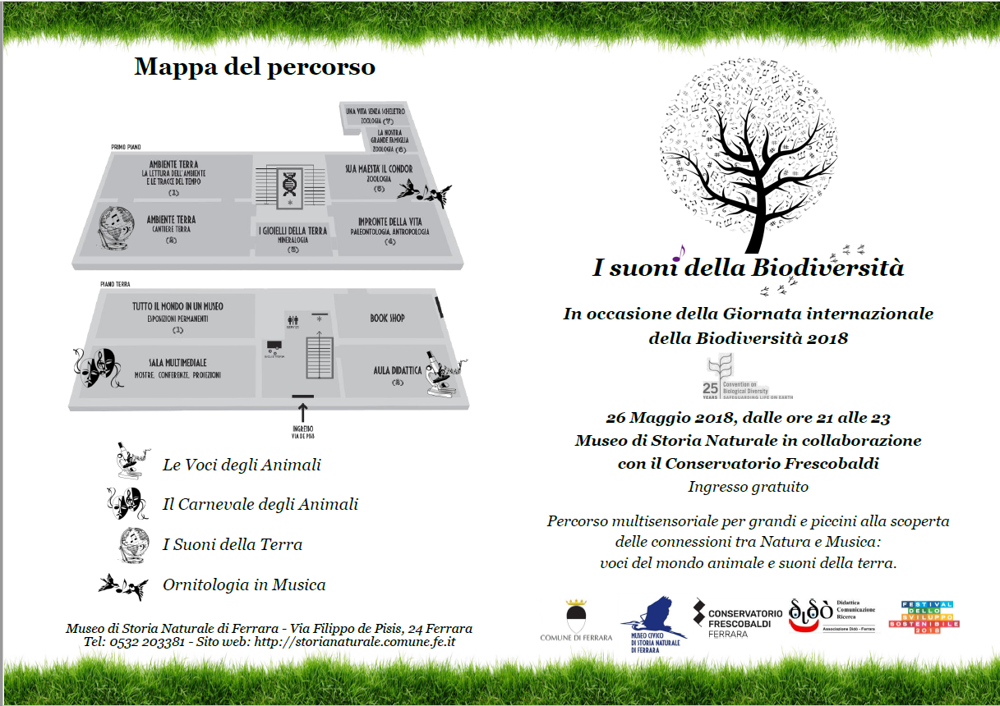 Mappa del percorso
UNA VITA SENZA SCHELETRO
ZOOLOGIA (7)
LA NOSTRA
GRANDE FAMIGLIA
ZOOLOGIA (6)
PRIMO PIANO
AMBIENTE TERRA
LA LETTURA DELL'AMBIENTE
E LE TRACCE DEL TEMPO
SUA MAESTA' IL CONDOR
ZOOLOGIA
(5)
*
AMBIENTE TERRA
CANTIERE TERRA
(2)
I GIOIELLI DELLA TERRA
MINERALOGIA
(3)
IMPRONTE DELLA VITA
PALEONTOLOGIA, ANTROPOLOGIA
(4)
PIANO TERRA
TUTTO IL MONDO IN UN MUSEO
ESPOSIZIONI PERMANENTI
(1)
SERVIZI
*
BOOK SHOP
SALA MULTIMEDIALE
MOSTRE, CONFERENZE, PROIEZIONI
BIGLIETTERIA
AULA DIDATTICA
(8)
INGRESSO
VIA DE PISIS
Le Voci degli Animali
Il Carnevale degli Animali
I Suoni della Terra
Ornitologia in Musica
Museo di Storia Naturale di Ferrara - Via Filippo de Pisis, 24 Ferrara
Tel: 0532 203381 - Sito web: http://storianaturale.comune.fe.it
I suoni della Biodiversità
In occasione della Giornata internazionale
della Biodiversità 2018
25 YEARS
Convention on
Biological Diversity
SAFEGUARDING LIFE ON EARTH
26 Maggio 2018, dalle ore 21 alle 23
Museo di Storia Naturale in collaborazione
con il Conservatorio Frescobaldi
Ingresso gratuito
Percorso multisensoriale per grandi e piccini alla scoperta
delle connessioni tra Natura e Musica:
voci del mondo animale e suoni della terra.
COMUNE DI FERRARA
MUSEO CIVICO
DI STORIA NATURALE
DI FERRARA
CONSERVATORIO
FRESCOBALDI
FERRARA
didò
Didattica
Comunicazione
Ricerca
Associazione Didò - Ferrara
FESTIVAL
DELLO
SVILUPPO
SOSTENIBILE
2018